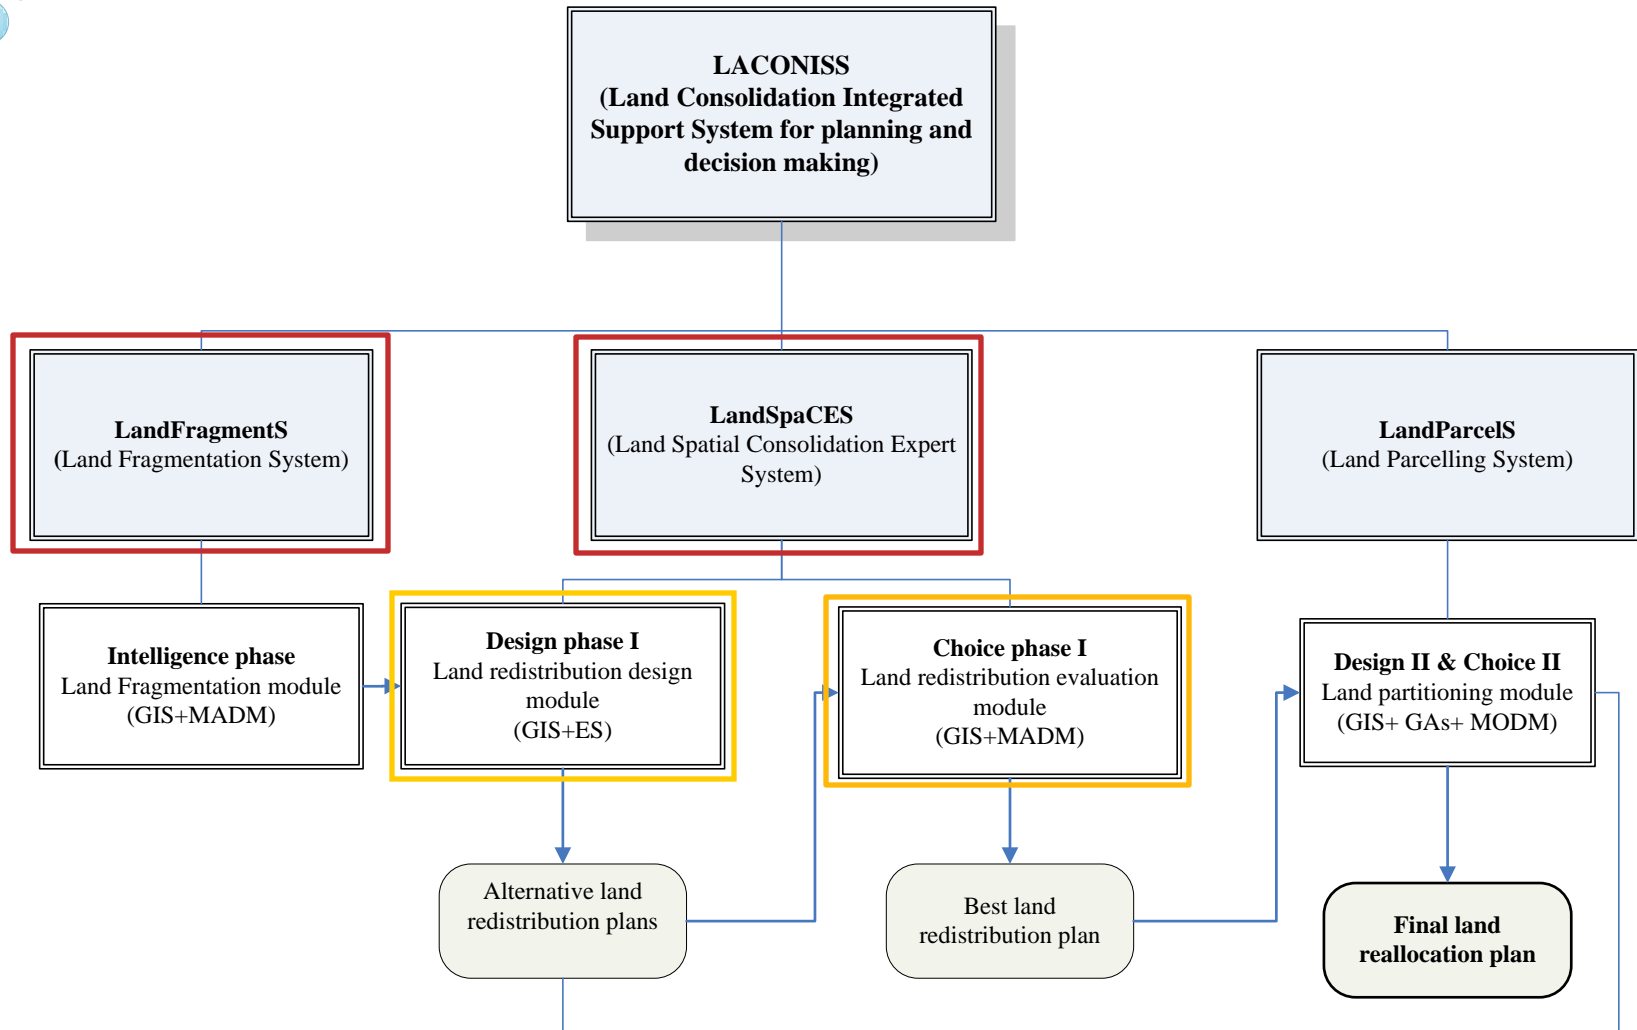 LACONISS
(Land Consolidation Integrated
Support System for planning and
decision making)
LandFragmentS
(Land Fragmentation System)
LandSpaCES
(Land Spatial Consolidation Expert
System)
LandParcelS
(Land Parcelling System)
Intelligence phase
Land Fragmentation module
(GIS+MADM)
Design phase I
Land redistribution design
module
(GIS+ES)
Choice phase I
Land redistribution evaluation
module
(GIS+MADM)
Design II & Choice II
Land partitioning module
(GIS+ GAs+ MODM)
Alternative land
redistribution plans
Best land
redistribution plan
Final land
reallocation plan